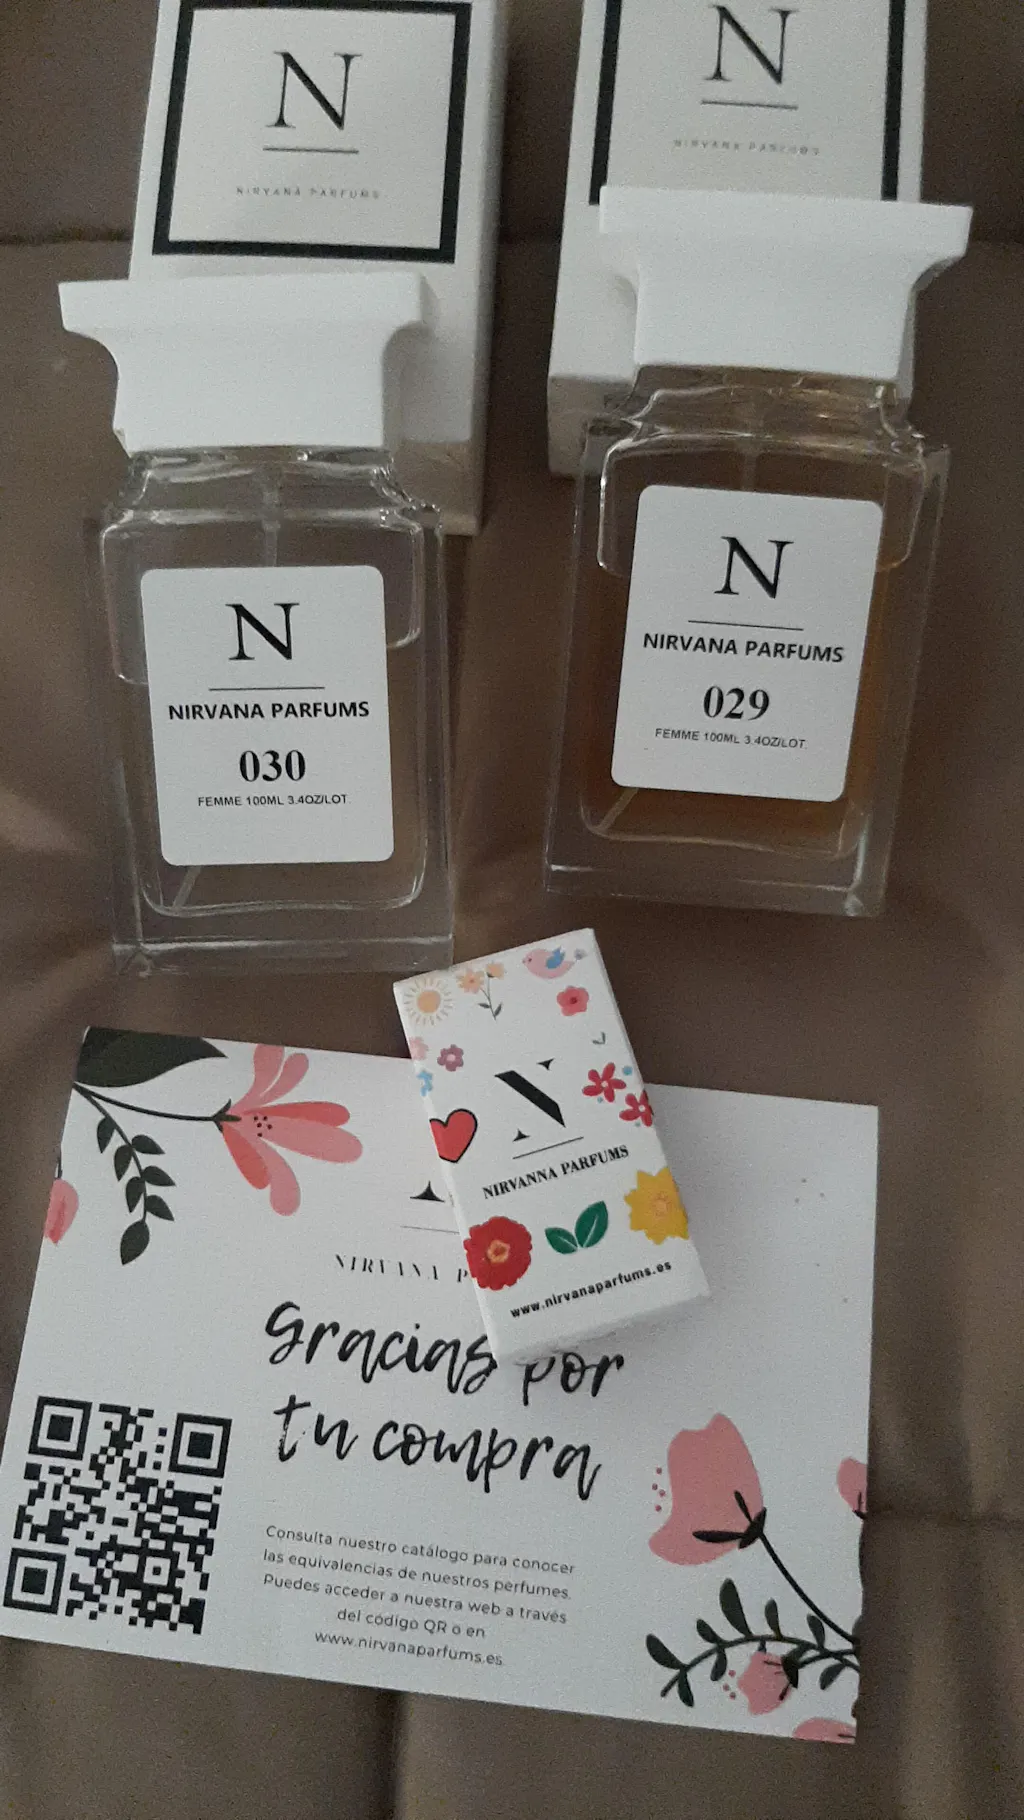 N
NIRVANA PARFUMS
N
NIRVANA PARFUMS
N
NIRVANA PARFUMS
030
FEMME 100ML 3.4OZ/LOT
N
NIRVANA PARFUMS
029
FEMME 100ML 3.4OZ/LOT
N
NIRVANNA PARFUMS
www.nirvanaparfums.es
NIRVANA P
Gracias por
tu compra
Consulta nuestro catálogo para conocer
las equivalencias de nuestros perfumes.
Puedes acceder a nuestra web a través
del código QR o en
www.nirvanaparfums.es